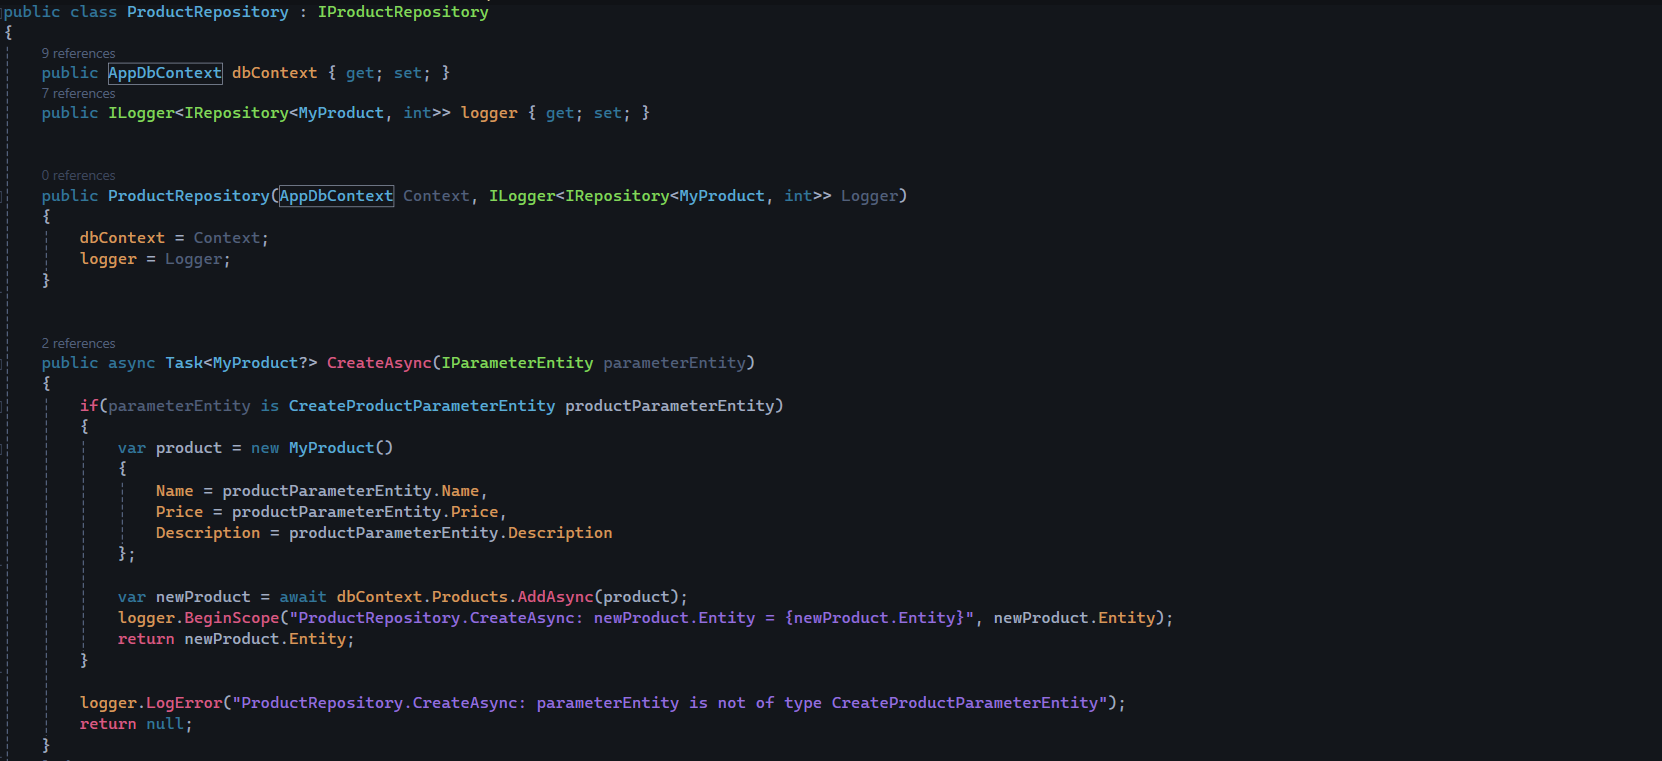 public class ProductRepository : IProductRepository
{
9 references
public AppDbContext dbContext { get; set; }
7 references
public ILogger<IRepository<MyProduct, int>> logger { get; set; }
0 references
public ProductRepository(AppDbContext Context, ILogger<IRepository<MyProduct, int>> Logger)
{
dbContext = Context;
logger = Logger;
}
2 references
public async Task<MyProduct?> CreateAsync(IParameterEntity parameterEntity)
{
if(parameterEntity is CreateProductParameterEntity productParameterEntity)
{
var product = new MyProduct()
{
Name = productParameterEntity.Name,
Price = productParameterEntity.Price,
Description = productParameterEntity.Description
};
var newProduct = await dbContext.Products.AddAsync(product);
logger.BeginScope("ProductRepository.CreateAsync: newProduct.Entity = {newProduct.Entity}", newProduct.Entity);
return newProduct.Entity;
}
logger.LogError("ProductRepository.CreateAsync: parameterEntity is not of type CreateProductParameterEntity");
return null;
}